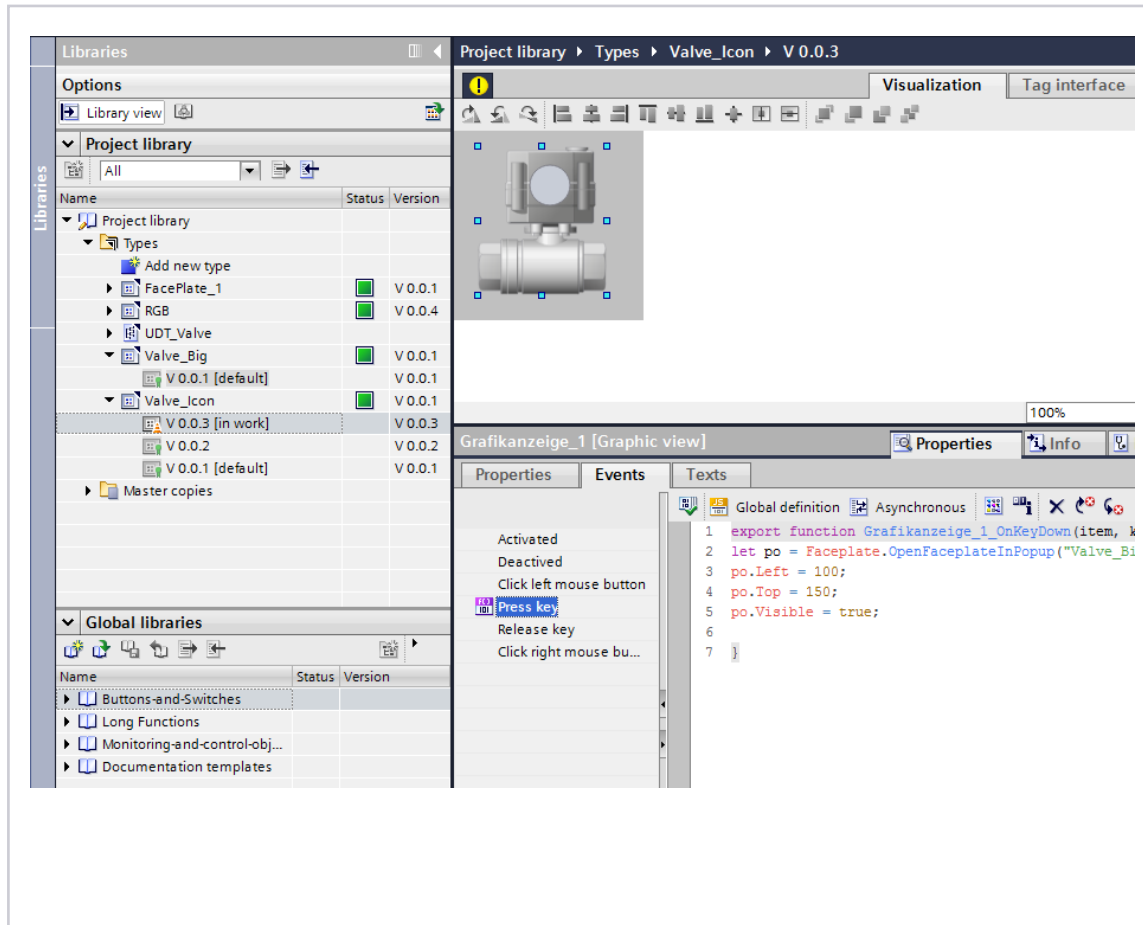 Libraries
Options
Library view
Project library
All
Name Status Version
Project library
Types
Add new type
FacePlate_1 V 0.0.1
RGB V 0.0.4
UDT_Valve
Valve_Big V 0.0.1
V 0.0.1 [default] V 0.0.1
Valve_Icon V 0.0.1
V 0.0.3 [in work] V 0.0.3
V 0.0.2 V 0.0.2
V 0.0.1 [default] V 0.0.1
Master copies
Global libraries
Name Status Version
Buttons-and-Switches
Long Functions
Monitoring-and-control-obj...
Documentation templates
Libraries
Project library Types Valve_Icon V 0.0.3
Visualization Tag interface
100%
Grafikanzeige_1 [Graphic view] Properties Info
Properties Events Texts
Global definition Asynchronous
Activated
Deactived
Click left mouse button
Press key
Release key
Click right mouse bu...
1 export function Grafikanzeige_1_OnKeyDown(item, k
2 let po = Faceplate.OpenFaceplateInPopup("Valve_Bi
3 po.Left = 100;
4 po.Top = 150;
5 po.Visible = true;
6
7 }